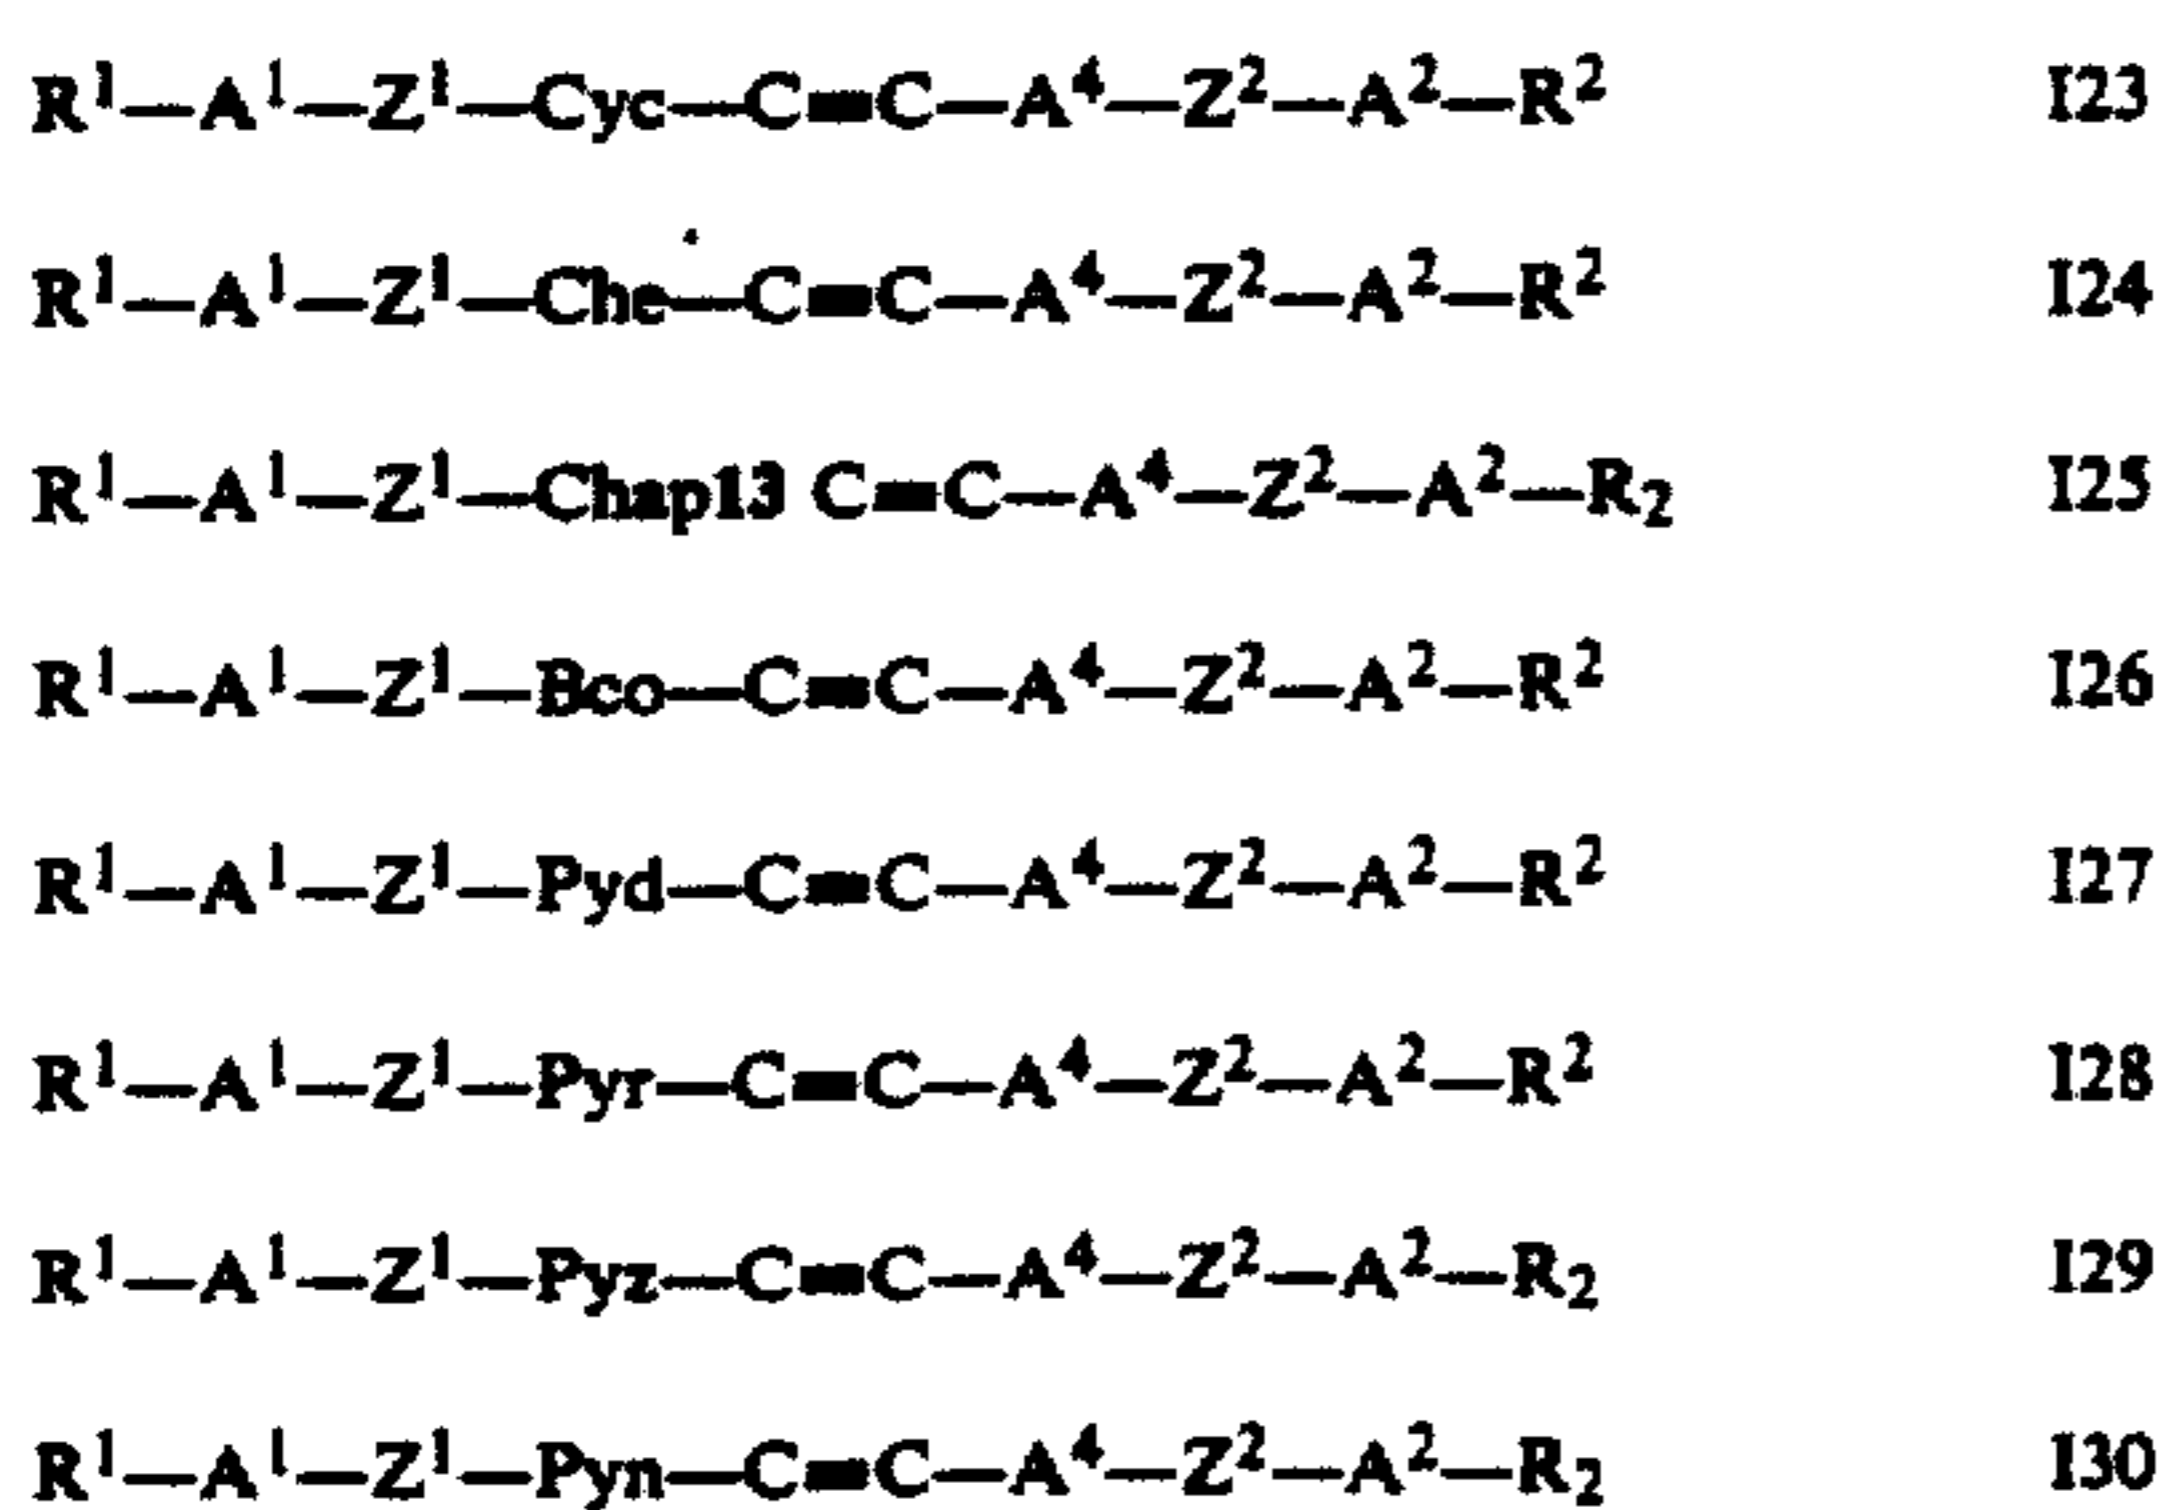 R¹—A¹—Z¹—Cyc—C≡C—A⁴—Z²—A²—R² I23
R¹—A¹—Z¹—Che—C≡C—A⁴—Z²—A²—R² I24
R¹—A¹—Z¹—Chap13 C≡C—A⁴—Z²—A²—R₂ I25
R¹—A¹—Z¹—Bco—C≡C—A⁴—Z²—A²—R² I26
R¹—A¹—Z¹—Pyd—C≡C—A⁴—Z²—A²—R² I27
R¹—A¹—Z¹—Pyr—C≡C—A⁴—Z²—A²—R² I28
R¹—A¹—Z¹—Pyz—C≡C—A⁴—Z²—A²—R₂ I29
R¹—A¹—Z¹—Pyn—C≡C—A⁴—Z²—A²—R₂ I30